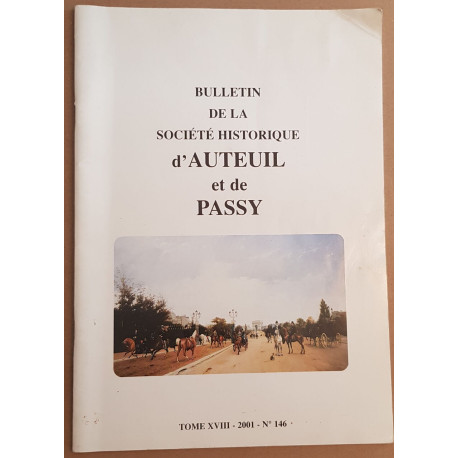 BULLETIN
DE LA
SOCIÉTÉ HISTORIQUE
d'AUTEUIL
et de
PASSY
TOME XVIII - 2001 - N° 146